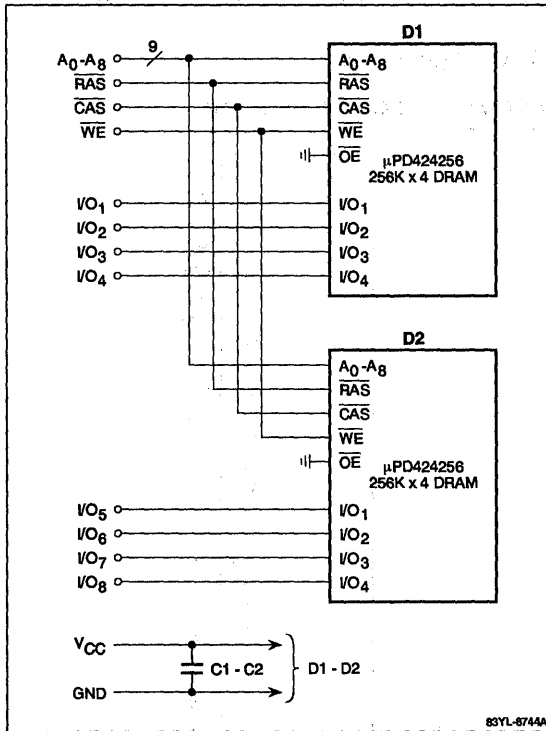 D1
A0-A8 9 A0-A8
RAS RAS
CAS CAS
WE WE
OE
µPD424256
256K x 4 DRAM
I/O1 I/O1
I/O2 I/O2
I/O3 I/O3
I/O4 I/O4
D2
A0-A8
RAS
CAS
WE
OE
µPD424256
256K x 4 DRAM
I/O5 I/O1
I/O6 I/O2
I/O7 I/O3
I/O8 I/O4
VCC
C1 - C2 D1 - D2
GND
83YL-6744A